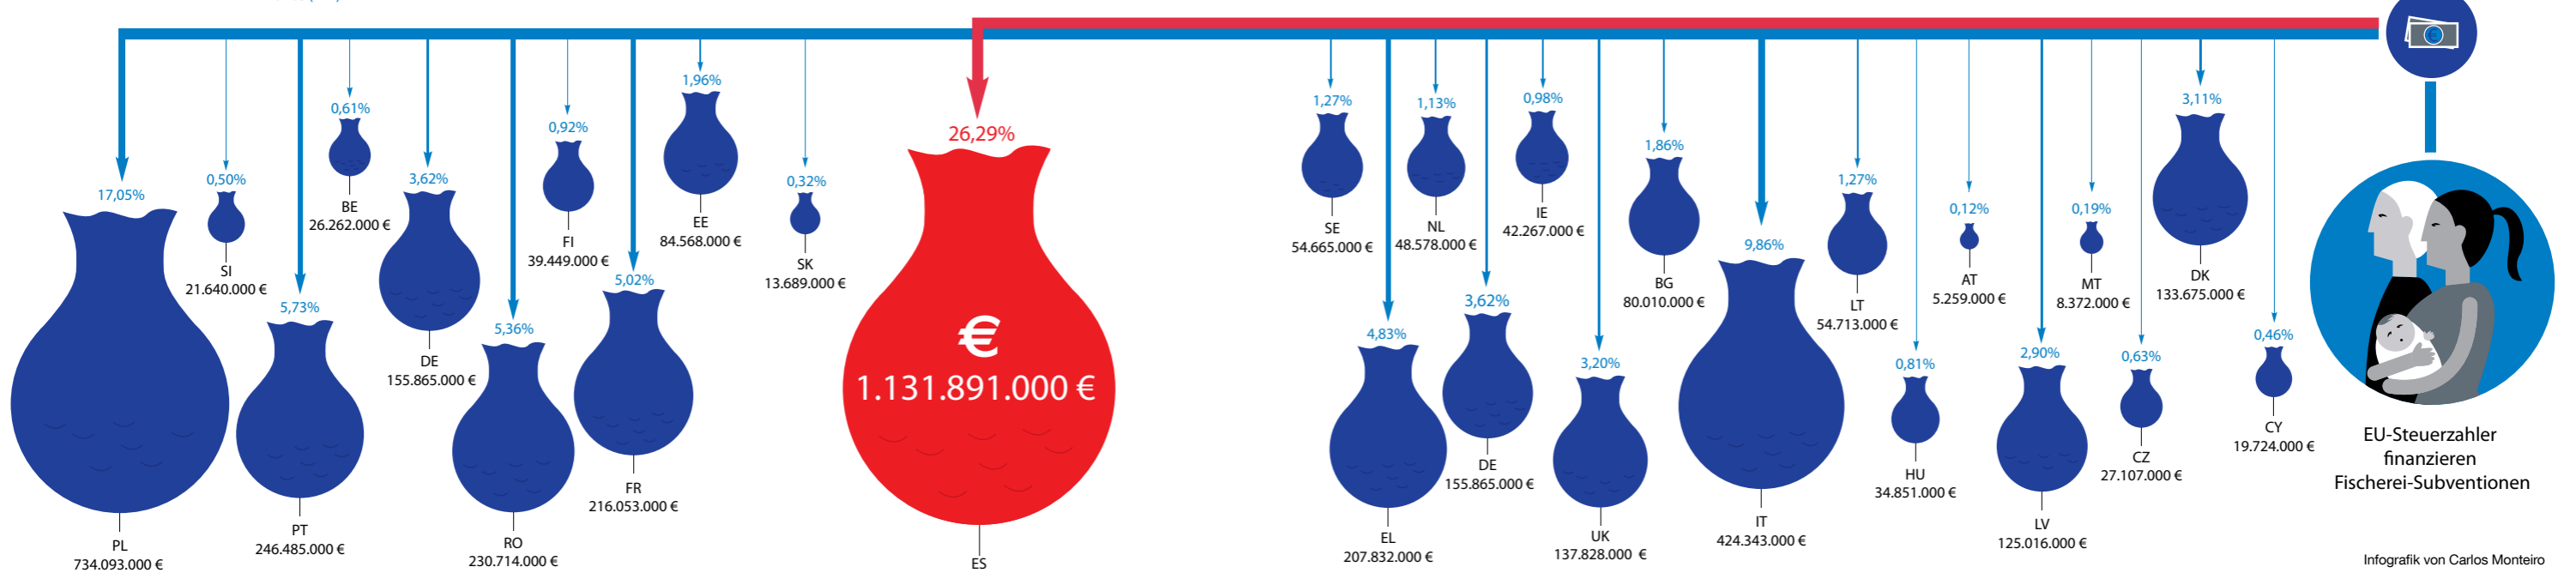 17,05%
PL
734.093.000 €
0,50%
SI
21.640.000 €
5,73%
PT
246.485.000 €
0,61%
BE
26.262.000 €
3,62%
DE
155.865.000 €
5,36%
RO
230.714.000 €
0,92%
FI
39.449.000 €
5,02%
FR
216.053.000 €
1,96%
EE
84.568.000 €
0,32%
SK
13.689.000 €
26,29%
€
1.131.891.000 €
ES
1,27%
SE
54.665.000 €
4,83%
EL
207.832.000 €
1,13%
NL
48.578.000 €
3,62%
DE
155.865.000 €
0,98%
IE
42.267.000 €
3,20%
UK
137.828.000 €
1,86%
BG
80.010.000 €
9,86%
IT
424.343.000 €
1,27%
LT
54.713.000 €
0,81%
HU
34.851.000 €
0,12%
AT
5.259.000 €
2,90%
LV
125.016.000 €
0,19%
MT
8.372.000 €
0,63%
CZ
27.107.000 €
3,11%
DK
133.675.000 €
0,46%
CY
19.724.000 €
€
EU-Steuerzahler
finanzieren
Fischerei-Subventionen
Infografik von Carlos Monteiro